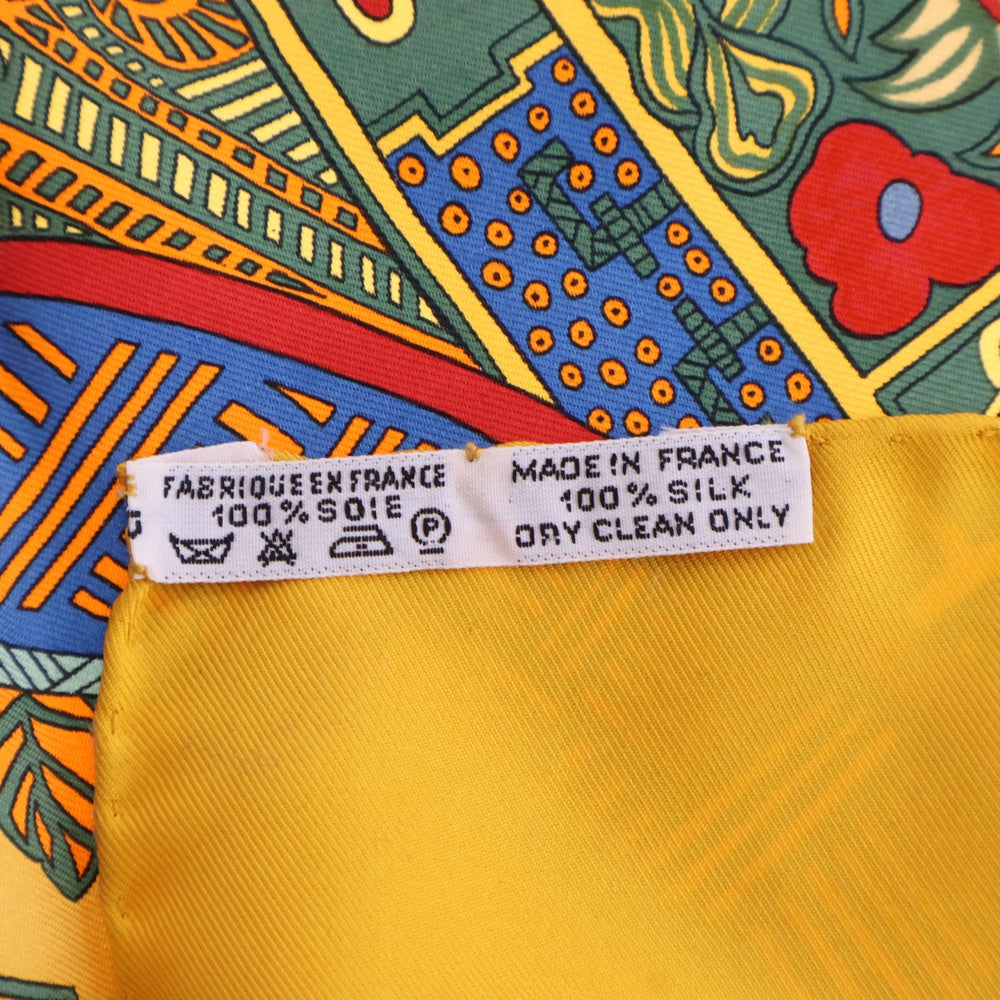 FABRIQUE EN FRANCE
100% SOIE
P
MADE IN FRANCE
100% SILK
DRY CLEAN ONLY